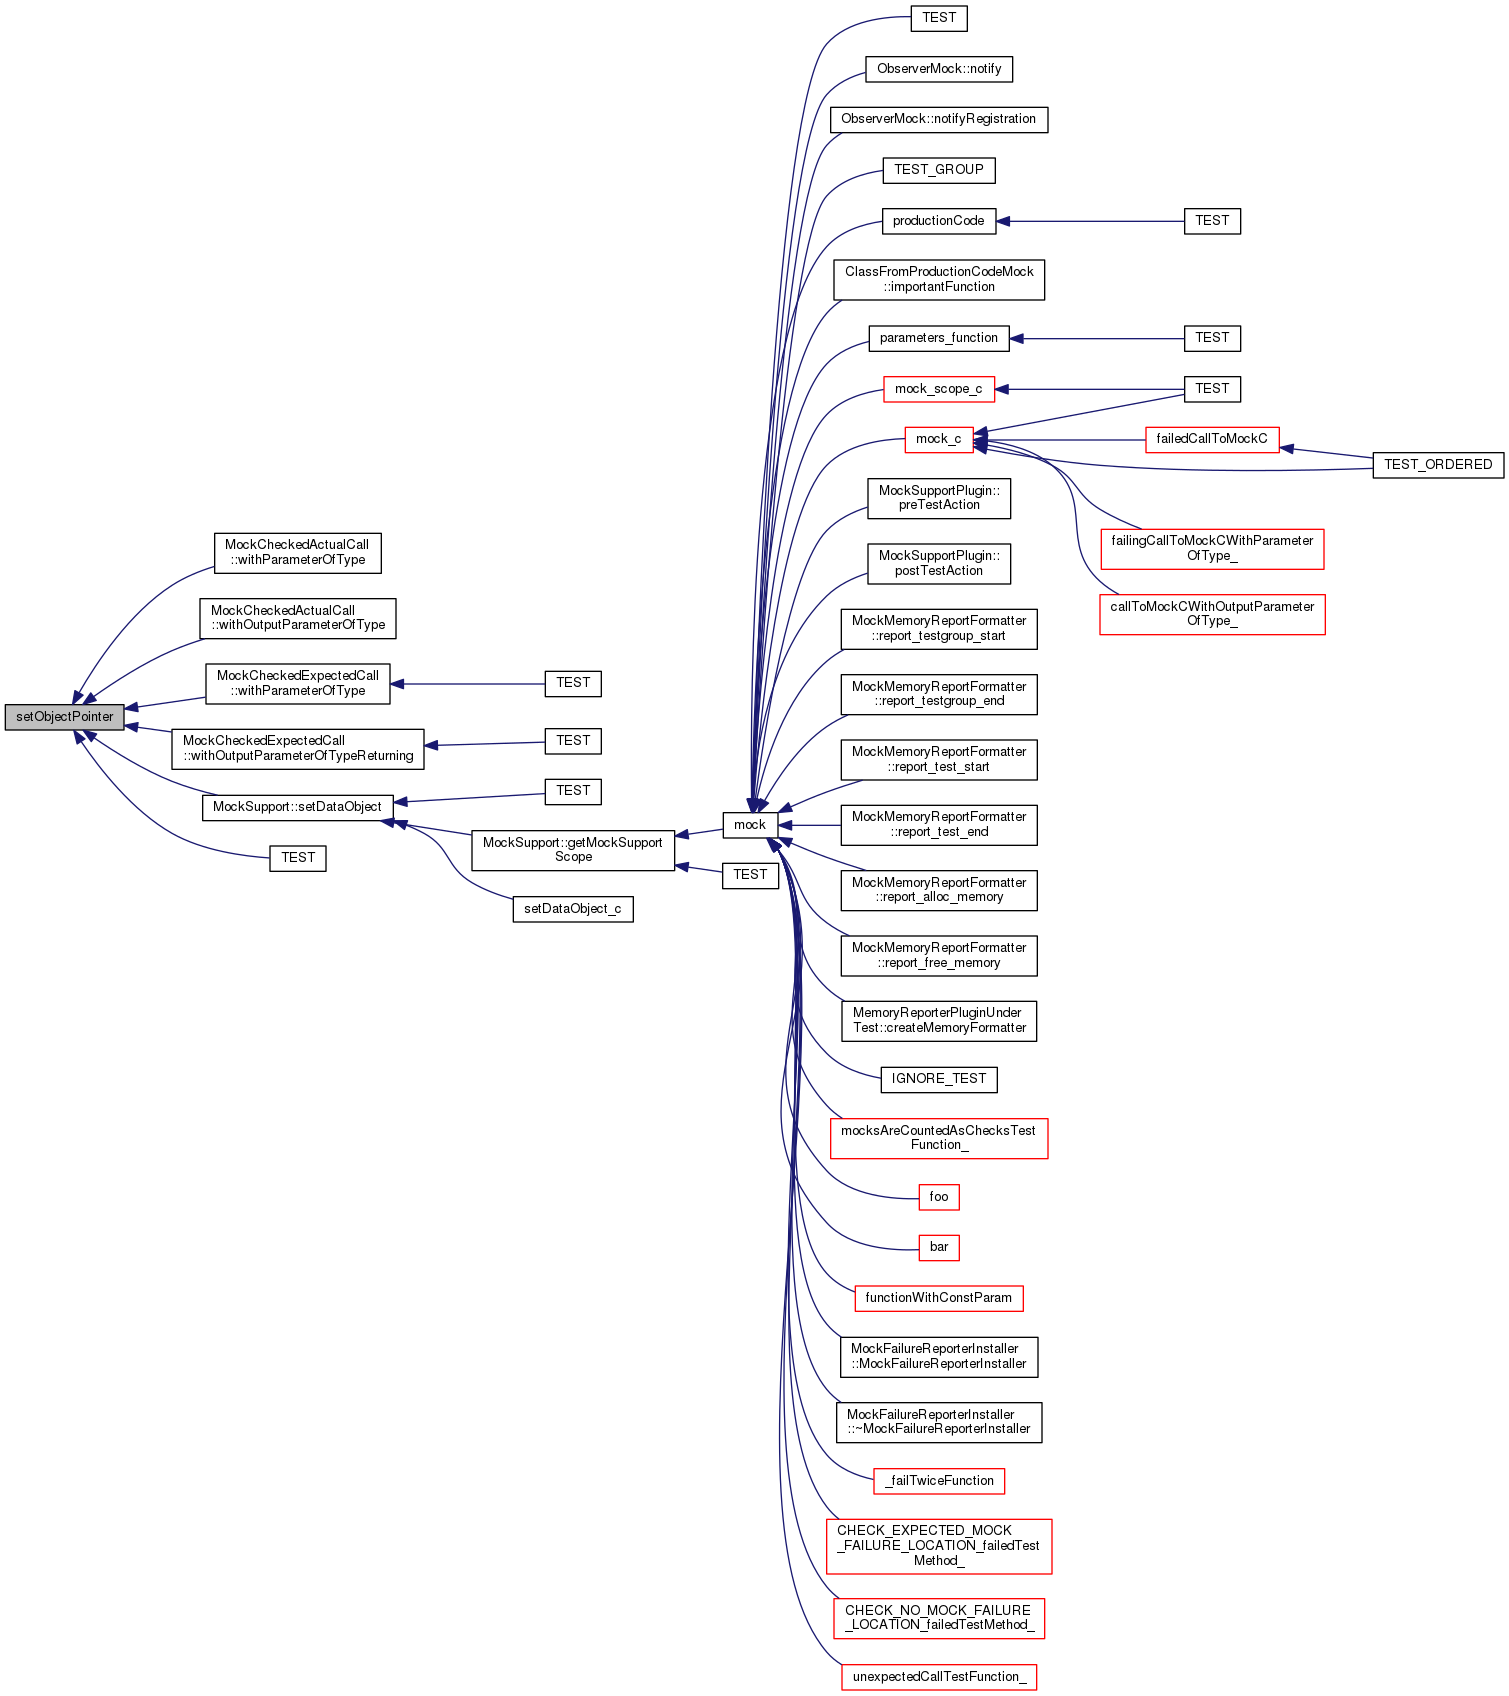 TEST
ObserverMock::notify
ObserverMock::notifyRegistration
TEST_GROUP
productionCode
TEST
ClassFromProductionCodeMock
::importantFunction
parameters_function
TEST
mock_scope_c
TEST
mock_c
failedCallToMockC
TEST_ORDERED
MockSupportPlugin::
preTestAction
failingCallToMockCWithParameter
OfType_
MockSupportPlugin::
postTestAction
callToMockCWithOutputParameter
OfType_
MockCheckedActualCall
::withParameterOfType
MockCheckedActualCall
::withOutputParameterOfType
MockCheckedExpectedCall
::withParameterOfType
TEST
setObjectPointer
MockCheckedExpectedCall
::withOutputParameterOfTypeReturning
TEST
MockSupport::setDataObject
TEST
TEST
MockSupport::getMockSupport
Scope
setDataObject_c
mock
TEST
MockMemoryReportFormatter
::report_testgroup_start
MockMemoryReportFormatter
::report_testgroup_end
MockMemoryReportFormatter
::report_test_start
MockMemoryReportFormatter
::report_test_end
MockMemoryReportFormatter
::report_alloc_memory
MockMemoryReportFormatter
::report_free_memory
MemoryReporterPluginUnder
Test::createMemoryFormatter
IGNORE_TEST
mocksAreCountedAsChecksTest
Function_
foo
bar
functionWithConstParam
MockFailureReporterInstaller
::MockFailureReporterInstaller
MockFailureReporterInstaller
::~MockFailureReporterInstaller
_failTwiceFunction
CHECK_EXPECTED_MOCK
_FAILURE_LOCATION_failedTest
Method_
CHECK_NO_MOCK_FAILURE
_LOCATION_failedTestMethod_
unexpectedCallTestFunction_